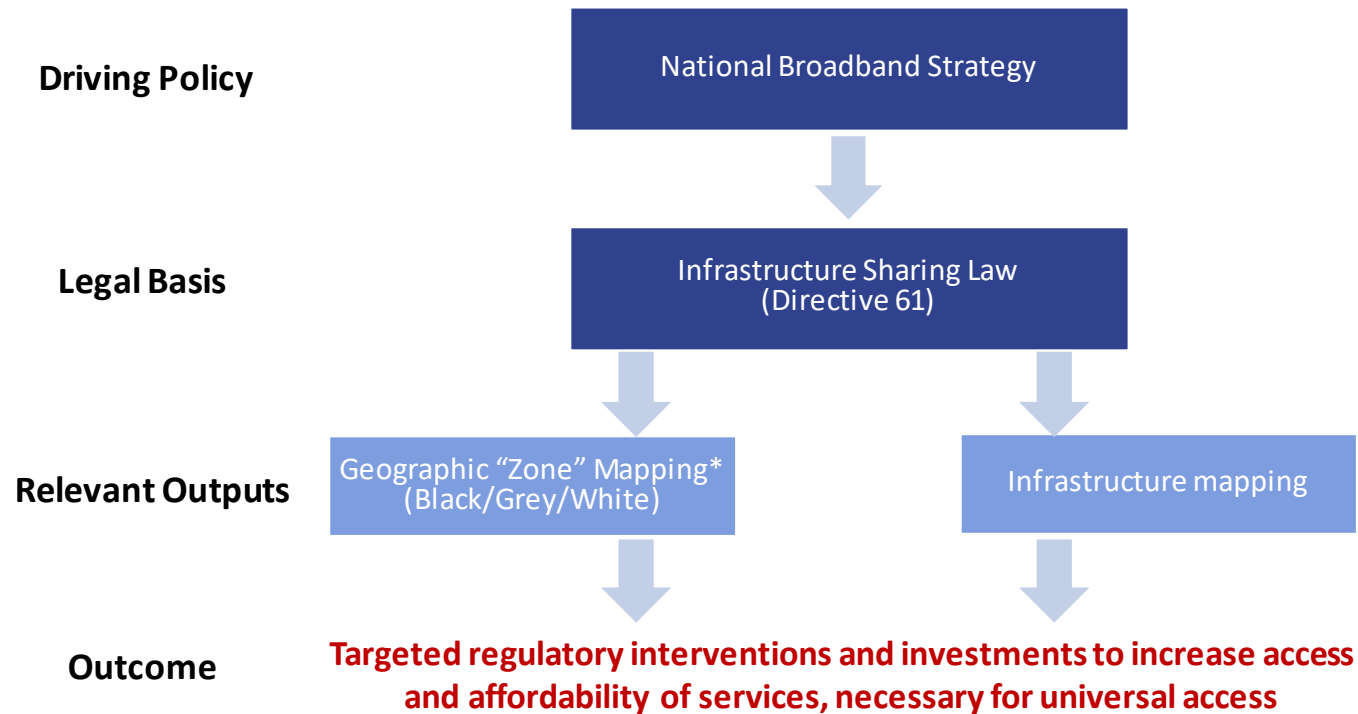 Driving Policy
National Broadband Strategy
Legal Basis
Infrastructure Sharing Law
(Directive 61)
Relevant Outputs
Geographic “Zone” Mapping*
(Black/Grey/White)
Infrastructure mapping
Outcome
Targeted regulatory interventions and investments to increase access
and affordability of services, necessary for universal access